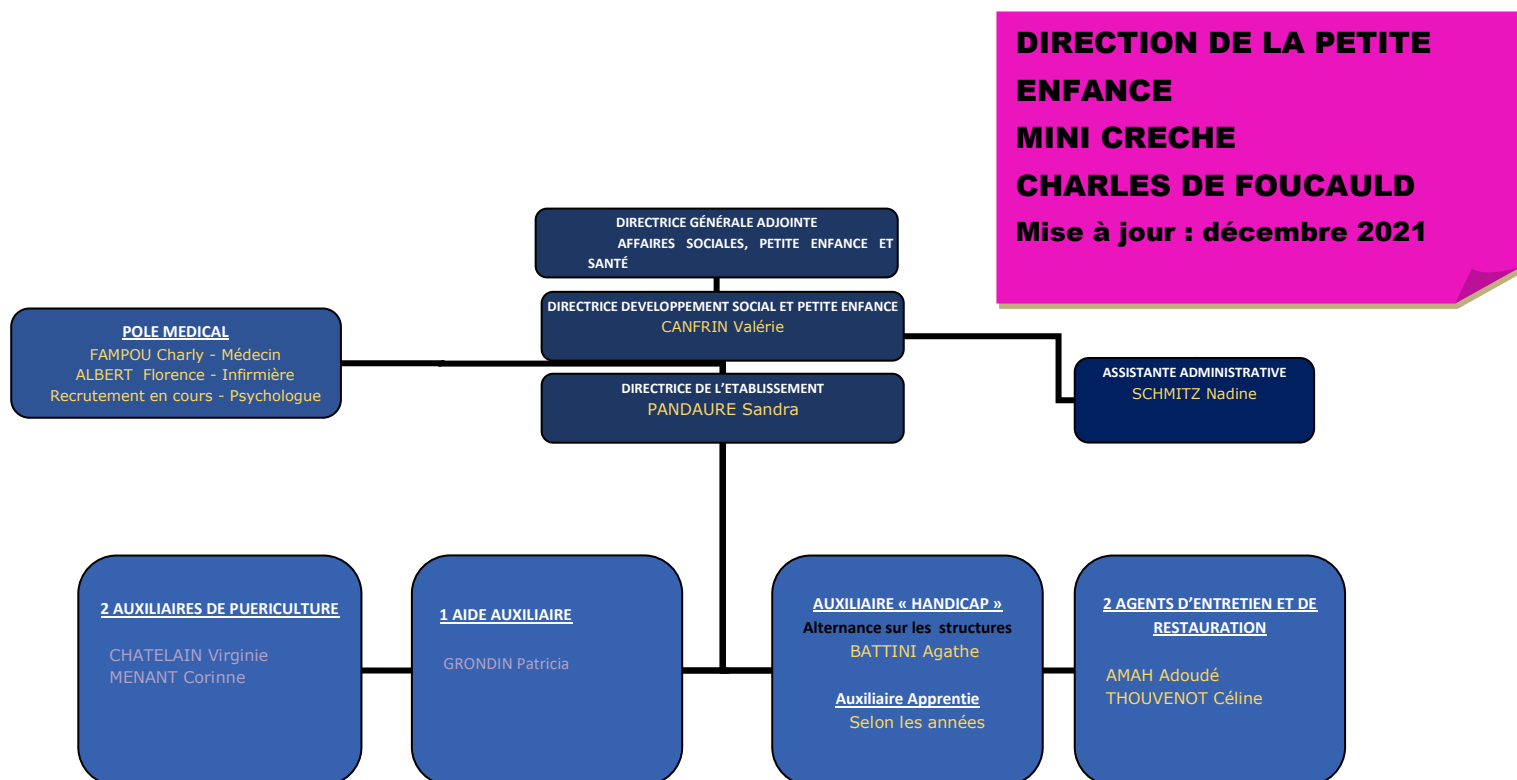 DIRECTION DE LA PETITE
ENFANCE
MINI CRECHE
CHARLES DE FOUCAULD
Mise à jour : décembre 2021
DIRECTRICE GÉNÉRALE ADJOINTE
AFFAIRES SOCIALES, PETITE ENFANCE ET
SANTÉ
DIRECTRICE DEVELOPPEMENT SOCIAL ET PETITE ENFANCE
CANFRIN Valérie
POLE MEDICAL
FAMPOU Charly - Médecin
ALBERT Florence - Infirmière
Recrutement en cours - Psychologue
DIRECTRICE DE L'ETABLISSEMENT
PANDAURE Sandra
ASSISTANTE ADMINISTRATIVE
SCHMITZ Nadine
2 AUXILIAIRES DE PUERICULTURE
CHATELAIN Virginie
MENANT Corinne
1 AIDE AUXILIAIRE
GRONDIN Patricia
AUXILIAIRE « HANDICAP »
Alternance sur les structures
BATTINI Agathe
Auxiliaire Apprentie
Selon les années
2 AGENTS D'ENTRETIEN ET DE
RESTAURATION
AMAH Adoudé
THOUVENOT Céline